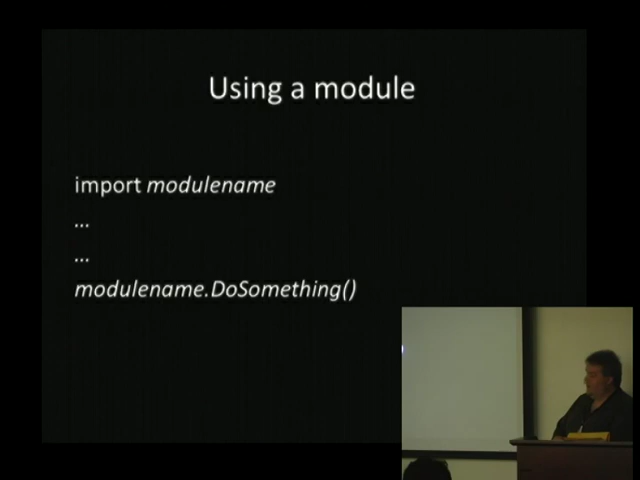 Using a module
import modulename
...
...
modulename.DoSomething()